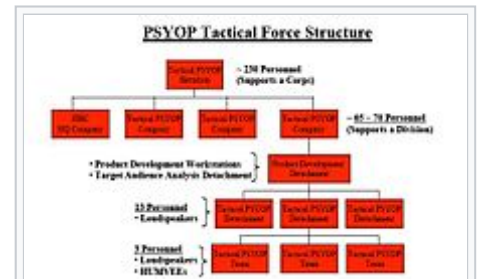 PSYOP Tactical Force Structure
Tactical PSYOP
Battalion
~ 250 Personnel
(Supports a Corps)
HHC
HQ Company
Tactical PSYOP
Company
Tactical PSYOP
Company
Tactical PSYOP
Company
~ 65 - 70 Personnel
(Supports a Division)
• Product Development Workstations
• Target Audience Analysis Detachment
Product Development
Detachment
13 Personnel
• Loudspeakers
Tactical PSYOP
Detachment
Tactical PSYOP
Detachment
Tactical PSYOP
Detachment
3 Personnel
• Loudspeakers
• HUMVEEs
Tactical PSYOP
Team
Tactical PSYOP
Team
Tactical PSYOP
Team